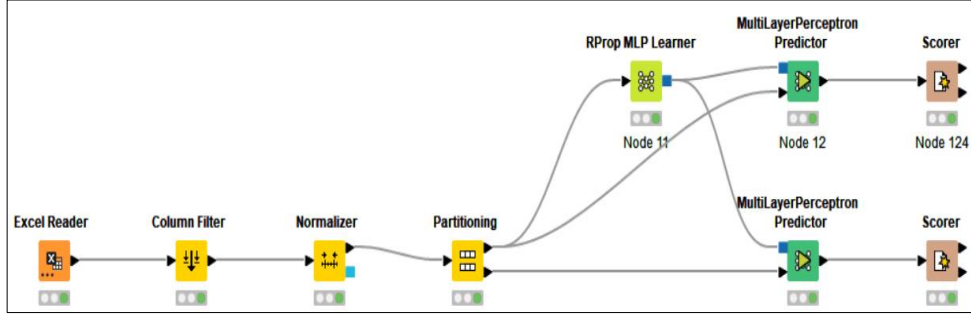 MultiLayerPerceptron
Predictor
RProp MLP Learner
Scorer
Node 11
Node 12
Node 124
MultiLayerPerceptron
Predictor
Excel Reader
Column Filter
Normalizer
Partitioning
Scorer